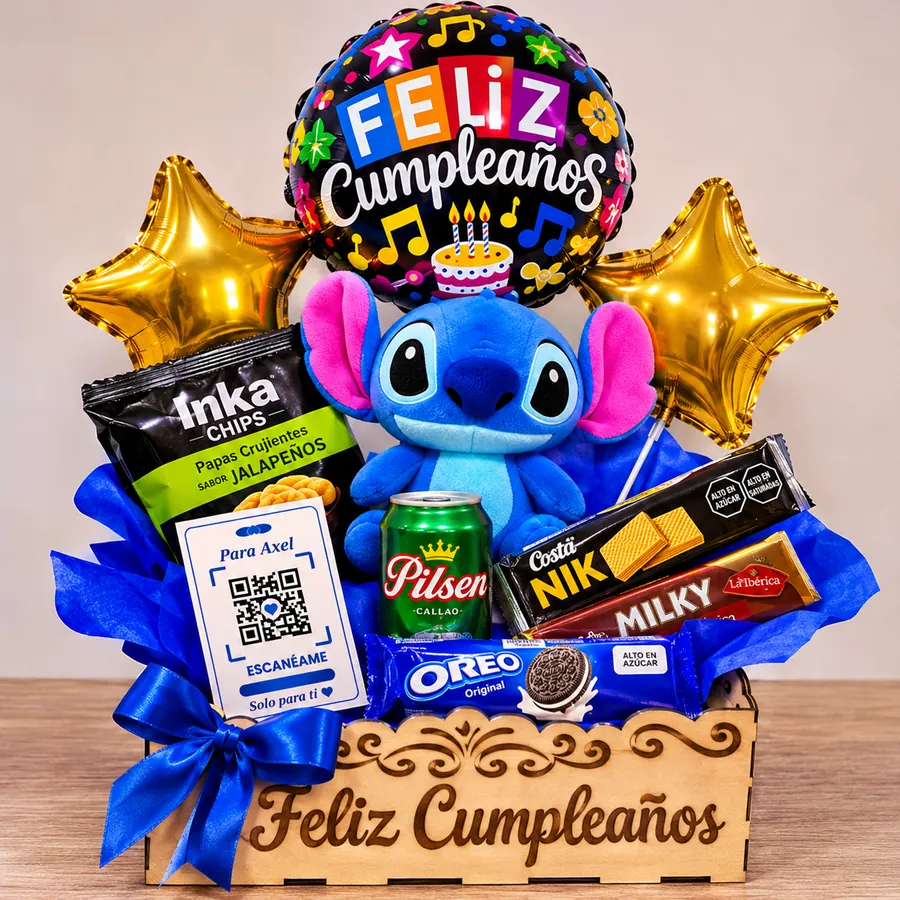 FELiZ
Cumpleaños
Inka
CHIPS
Papas Crujientes
SABOR JALAPEÑOS
Para Axel
ESCANÉAME
Solo para ti
Pilsen
CALLAO
Costa
NIK
ALTO EN
AZÚCAR
ALTO EN
SATURADAS
MILKY
La Ibérica
OREO
Original
ALTO EN
AZÚCAR
Feliz Cumpleaños